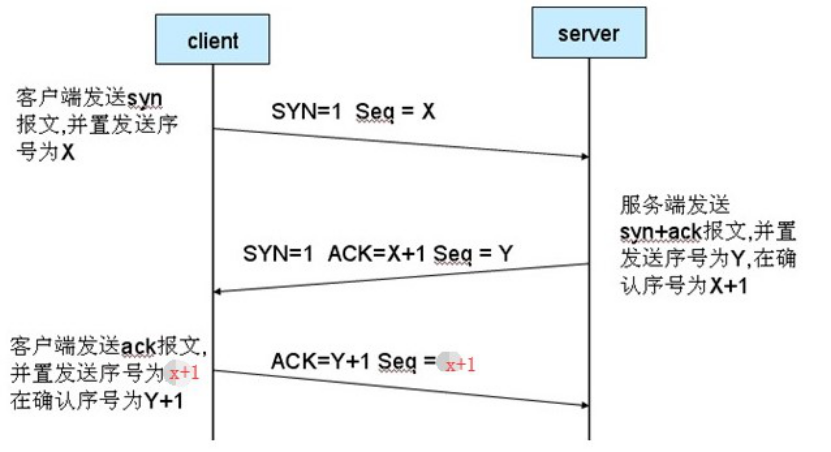 client
server
客户端发送syn
报文,并置发送序
号为X
SYN=1 Seq = X
服务端发送
syn+ack报文,并置
发送序号为Y,在确
认序号为X+1
SYN=1 ACK=X+1 Seq = Y
客户端发送ack报文,
并置发送序号为x+1
在确认序号为Y+1
ACK=Y+1 Seq = x+1